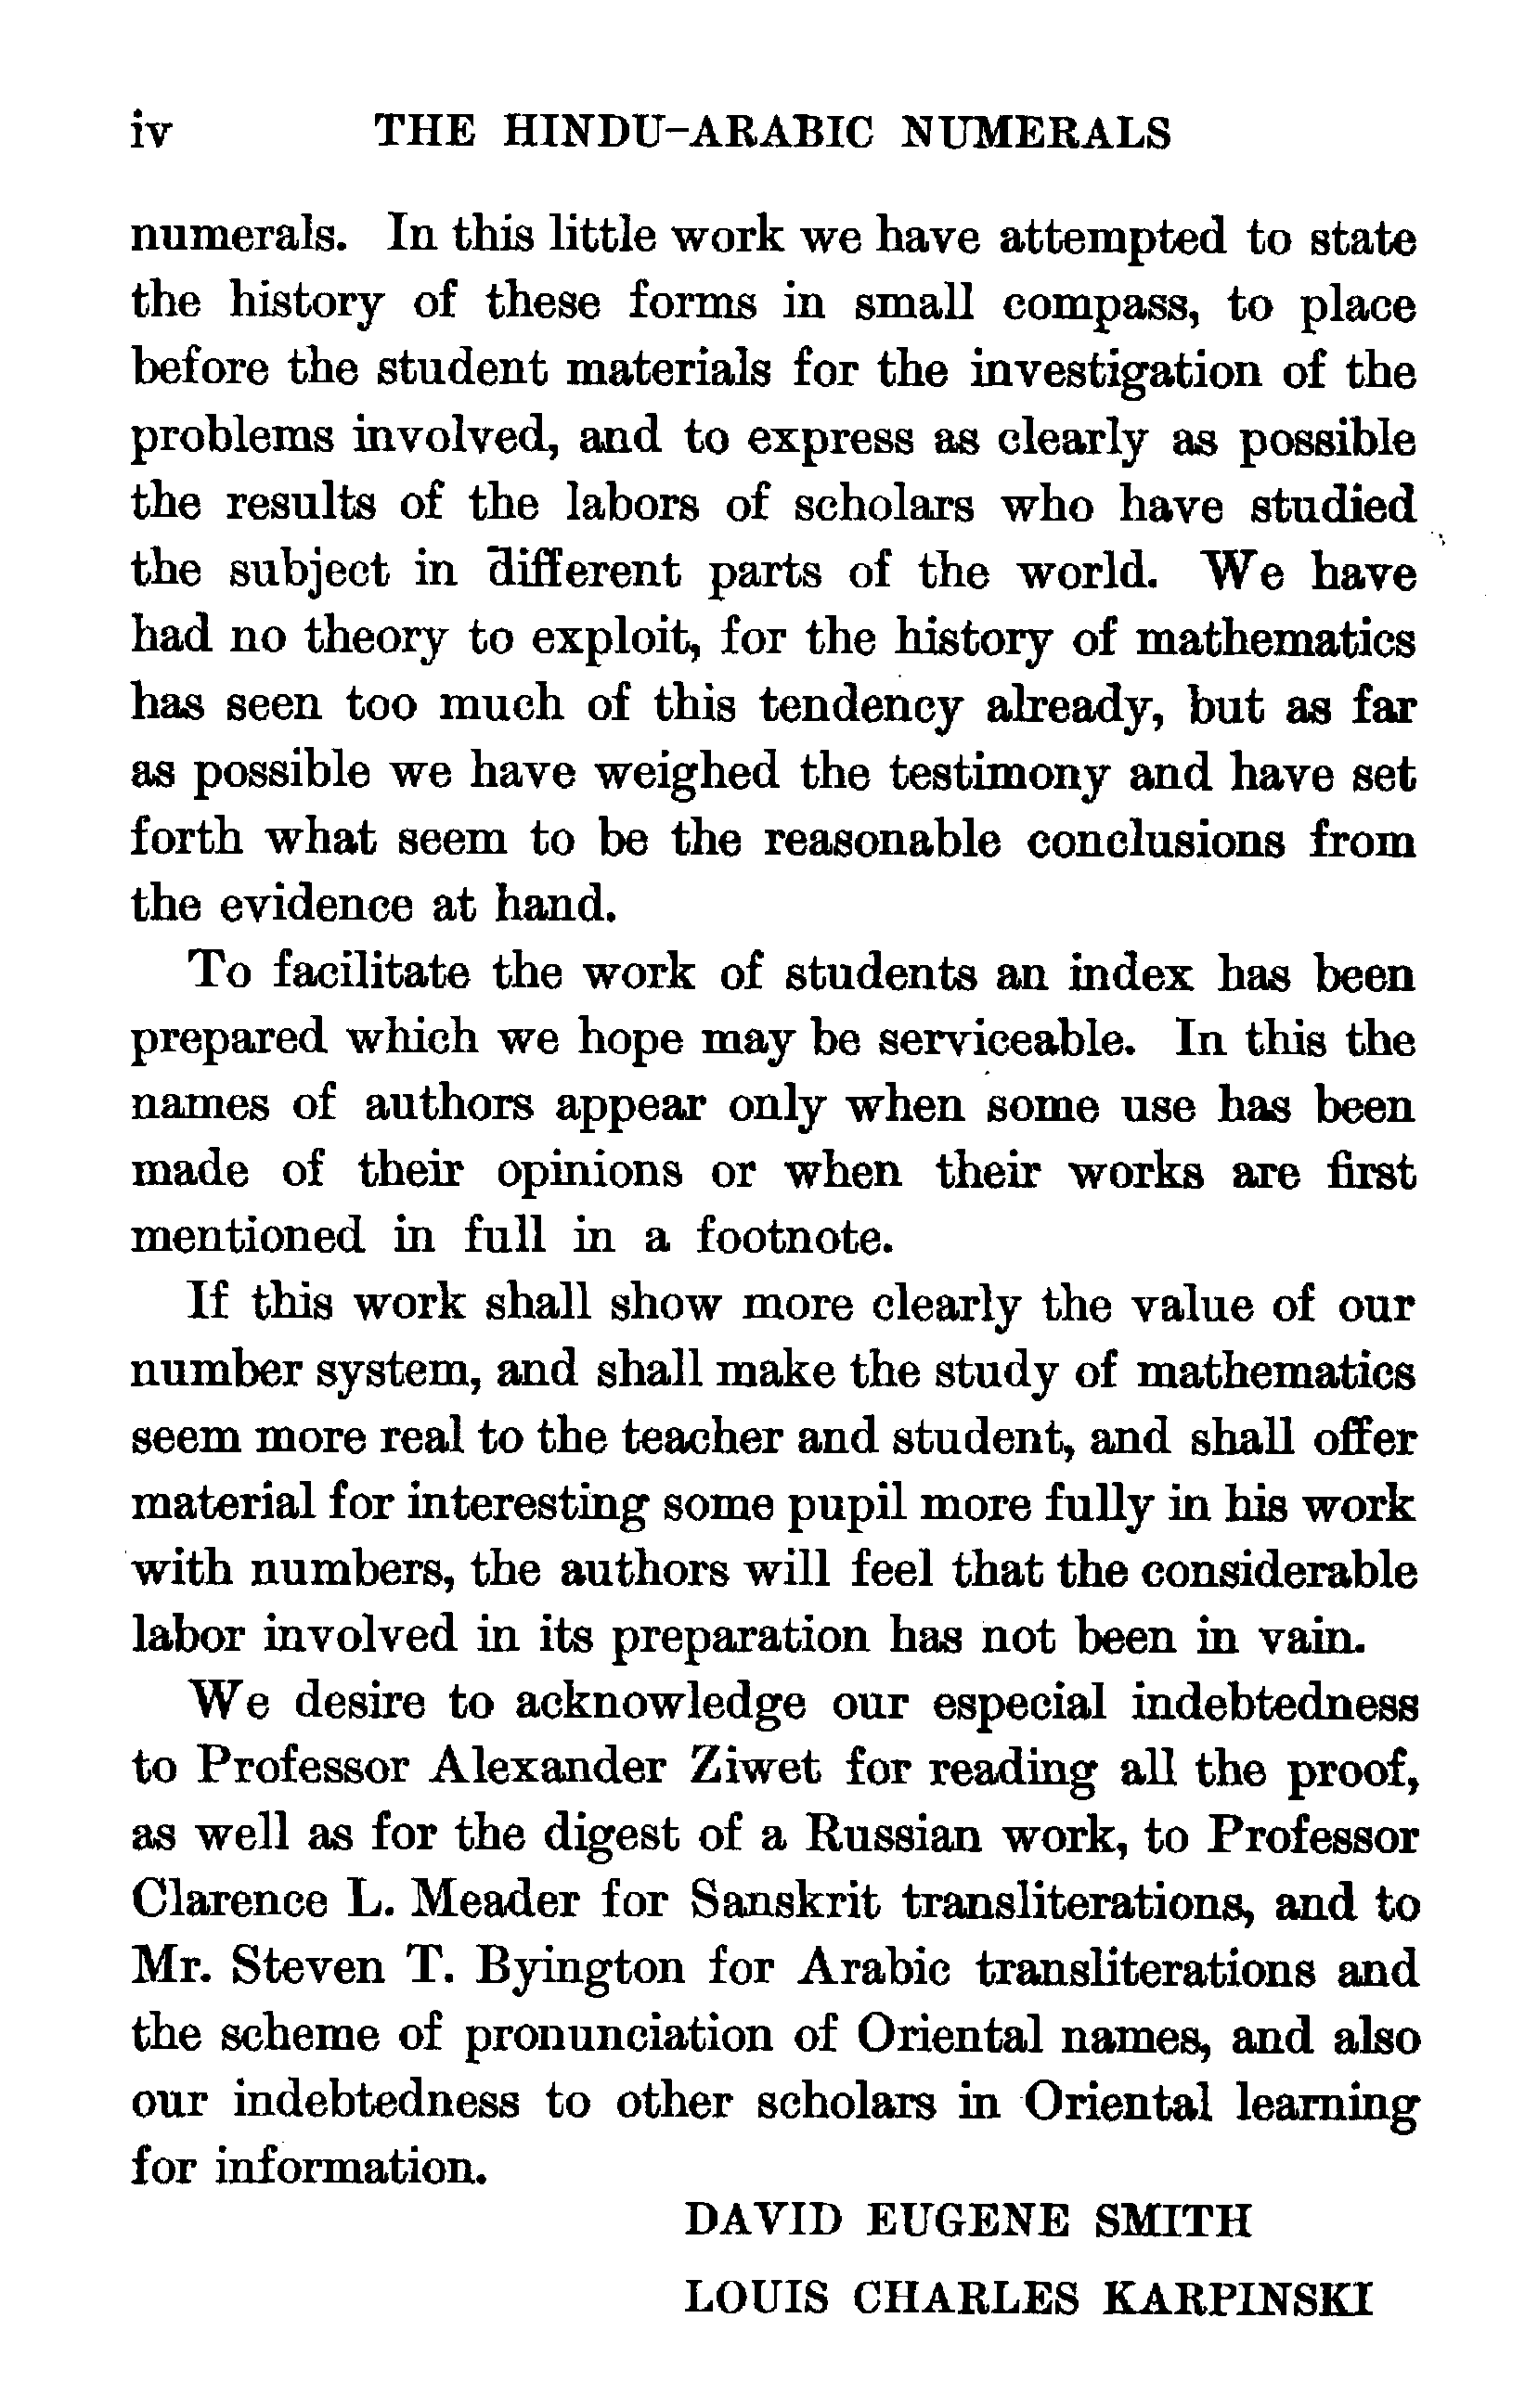 iv THE HINDU-ARABIC NUMERALS
numerals. In this little work we have attempted to state
the history of these forms in small compass, to place
before the student materials for the investigation of the
problems involved, and to express as clearly as possible
the results of the labors of scholars who have studied
the subject in different parts of the world. We have
had no theory to exploit, for the history of mathematics
has seen too much of this tendency already, but as far
as possible we have weighed the testimony and have set
forth what seem to be the reasonable conclusions from
the evidence at hand.
To facilitate the work of students an index has been
prepared which we hope may be serviceable. In this the
names of authors appear only when some use has been
made of their opinions or when their works are first
mentioned in full in a footnote.
If this work shall show more clearly the value of our
number system, and shall make the study of mathematics
seem more real to the teacher and student, and shall offer
material for interesting some pupil more fully in his work
with numbers, the authors will feel that the considerable
labor involved in its preparation has not been in vain.
We desire to acknowledge our especial indebtedness
to Professor Alexander Ziwet for reading all the proof,
as well as for the digest of a Russian work, to Professor
Clarence L. Meader for Sanskrit transliterations, and to
Mr. Steven T. Byington for Arabic transliterations and
the scheme of pronunciation of Oriental names, and also
our indebtedness to other scholars in Oriental learning
for information.
DAVID EUGENE SMITH
LOUIS CHARLES KARPINSKI